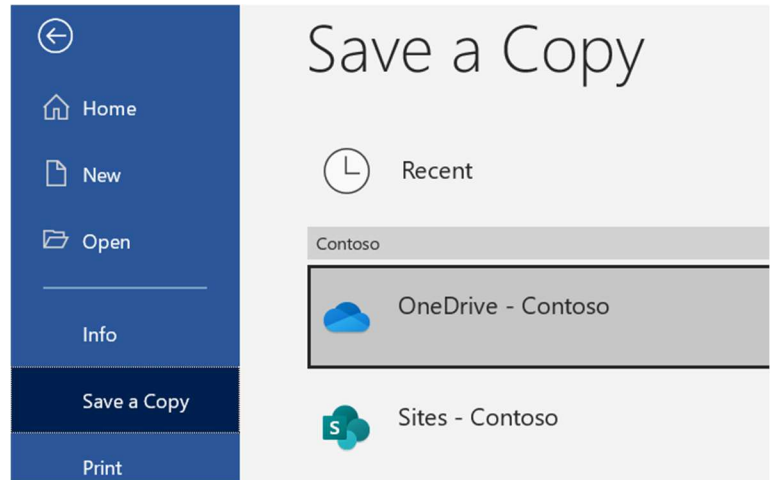 Home
New
Open
Info
Save a Copy
Print
Save a Copy
Recent
Contoso
OneDrive - Contoso
S
Sites - Contoso